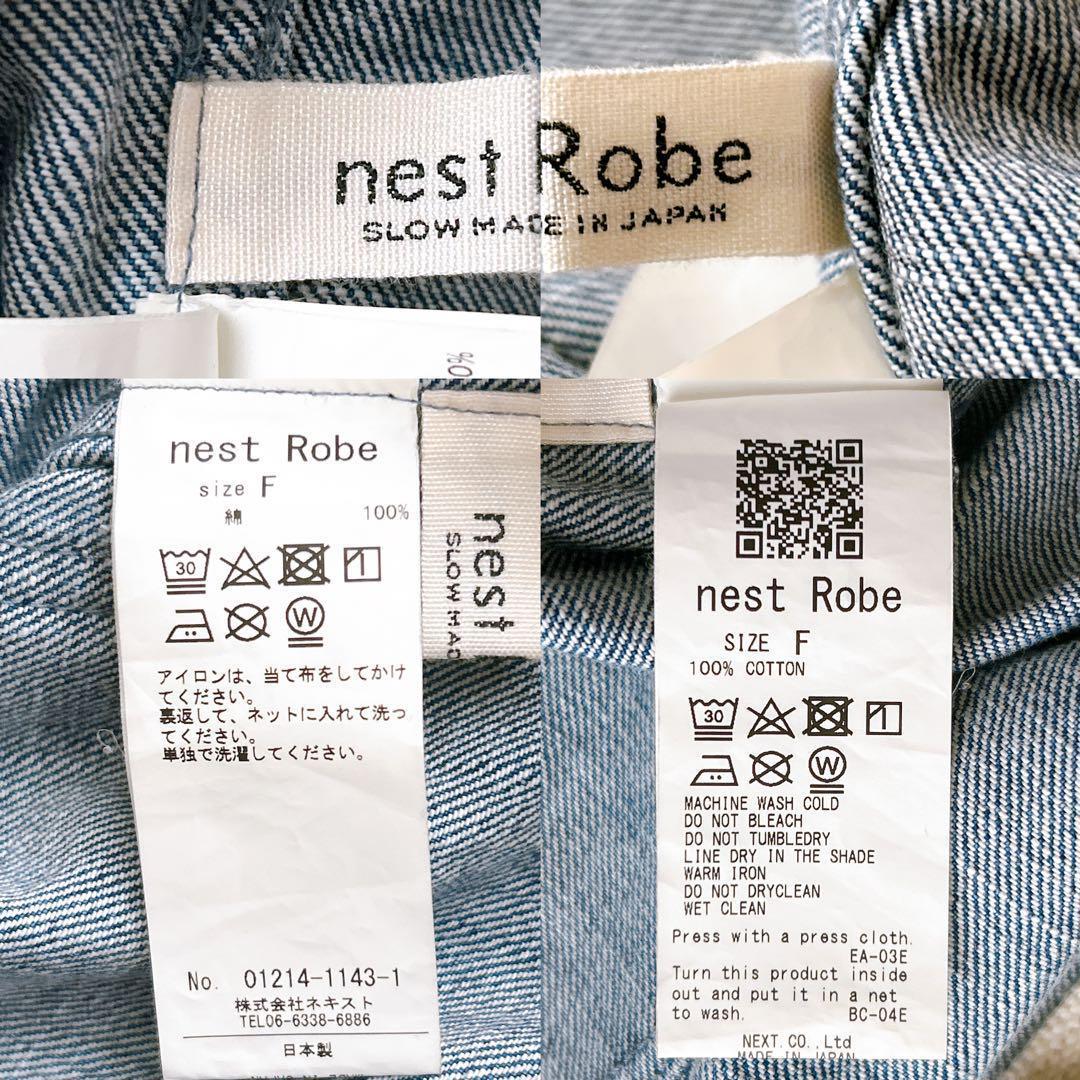 nest Robe
SLOW MADE IN JAPAN
0%
nest Robe
size F
綿 100%
30
1
W
アイロンは、当て布をしてかけ
てください。
裏返して、ネットに入れて洗っ
てください。
単独で洗濯してください。
No. 01214-1143-1
株式会社ネキスト
TEL06-6338-6886
日本製
nest
SLOW MAD
nest Robe
SIZE F
100% COTTON
30
1
W
MACHINE WASH COLD
DO NOT BLEACH
DO NOT TUMBLEDRY
LINE DRY IN THE SHADE
WARM IRON
DO NOT DRYCLEAN
WET CLEAN
Press with a press cloth.
EA-03E
Turn this product inside
out and put it in a net
to wash. BC-04E
NEXT.CO.,Ltd
MADE IN JAPAN